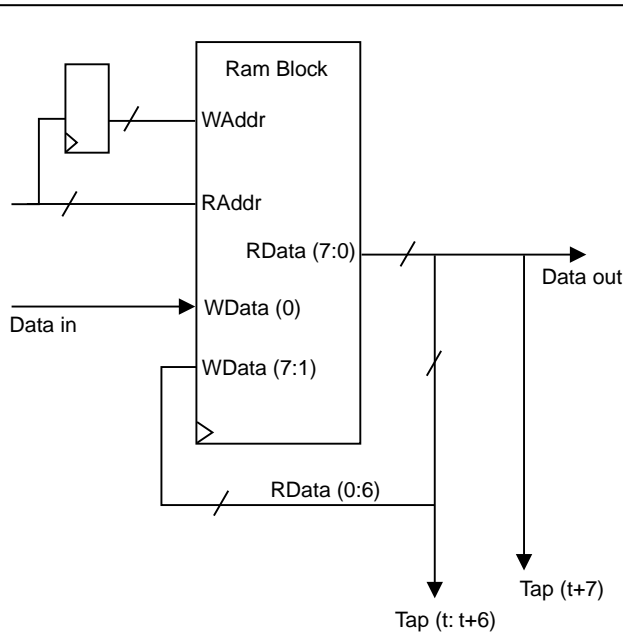 Ram Block
WAddr
RAddr
RData (7:0)
Data out
WData (0)
Data in
WData (7:1)
RData (0:6)
Tap (t+7)
Tap (t: t+6)